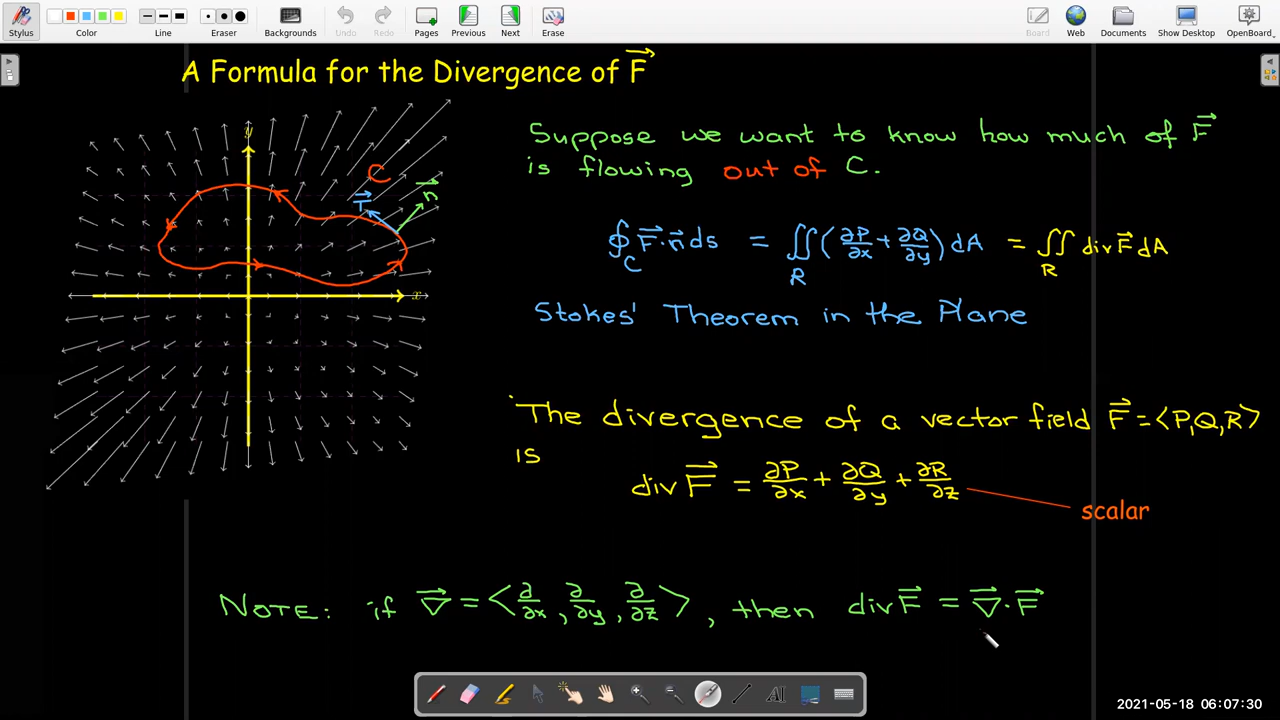 Stylus
Color
Line
Eraser
Backgrounds
Undo
Redo
Pages
Previous
Next
Erase
Board
Web
Documents
Show Desktop
OpenBoard
A Formula for the Divergence of F⃗
y
C
T⃗
n⃗
x
Suppose we want to know how much of F⃗
is flowing out of C.
∮_C F⃗·n⃗ ds = ∬_R (∂P/∂x + ∂Q/∂y) dA = ∬_R div F⃗ dA
Stokes' Theorem in the Plane
The divergence of a vector field F⃗ = ⟨P,Q,R⟩
is
div F⃗ = ∂P/∂x + ∂Q/∂y + ∂R/∂z
scalar
NOTE: if ∇⃗ = ⟨∂/∂x, ∂/∂y, ∂/∂z⟩, then div F⃗ = ∇⃗·F⃗
AI
2021-05-18 06:07:30